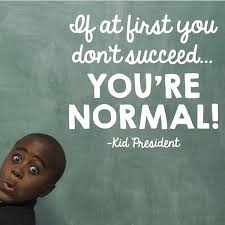 If at first you
don't succeed...
YOU'RE
NORMAL!
-Kid President